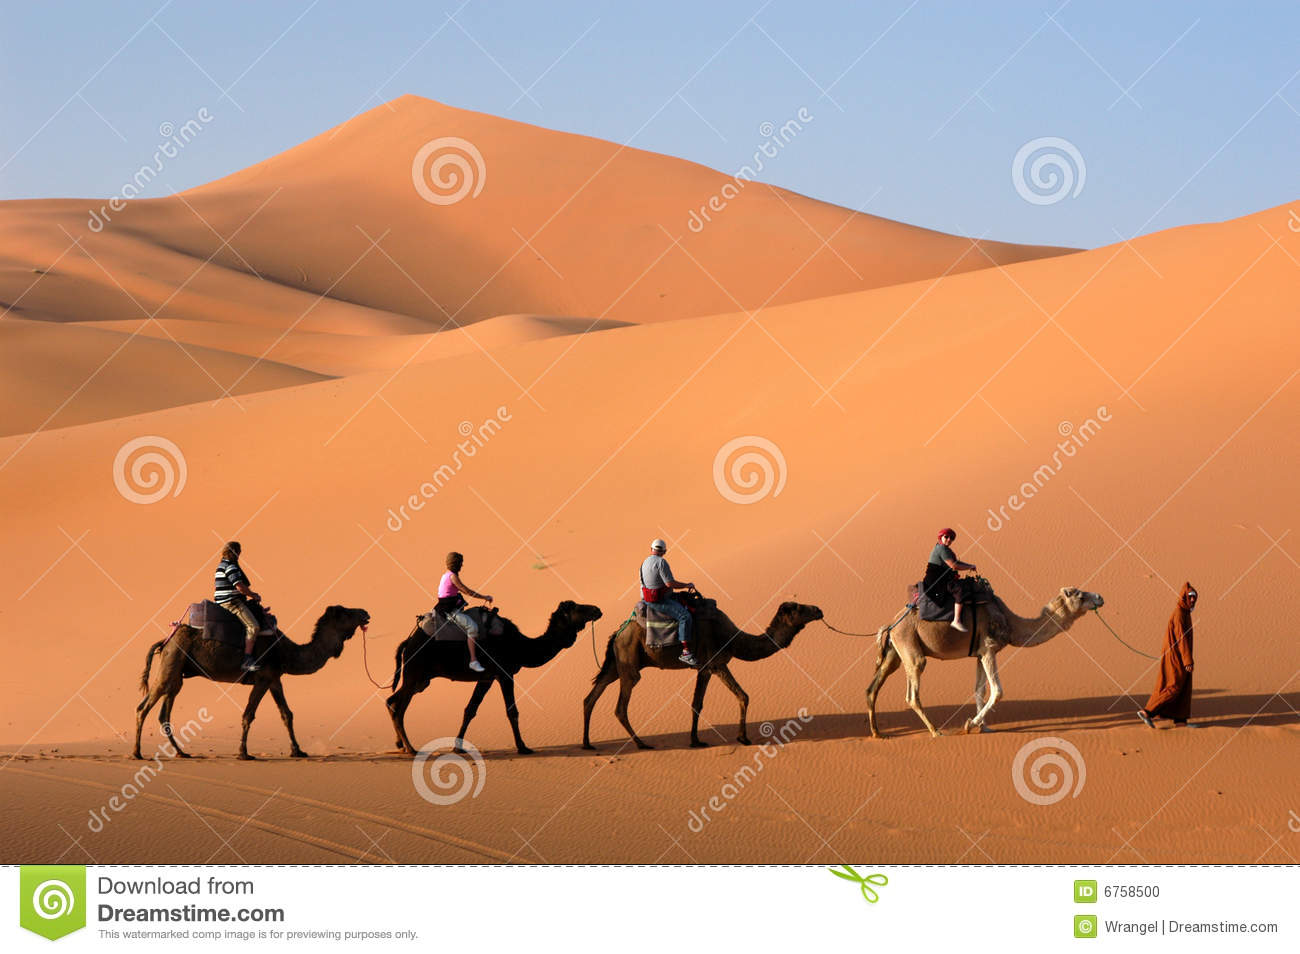 dreamstime
dreamstime
dreamstime
dreamstime
dreamstime
dreamstime
Download from
Dreamstime.com
This watermarked comp image is for previewing purposes only.
ID 6758500
© Wrangel | Dreamstime.com